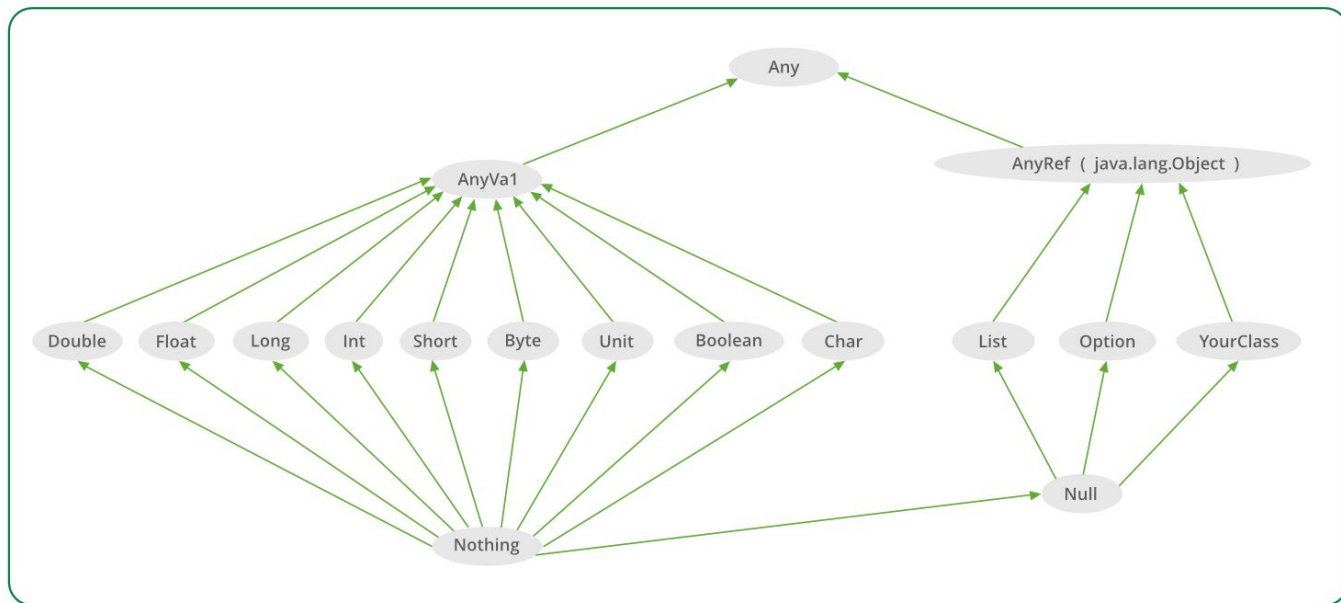 Any
AnyVa1
AnyRef ( java.lang.Object )
Double Float Long Int Short Byte Unit Boolean Char List Option YourClass
Null
Nothing